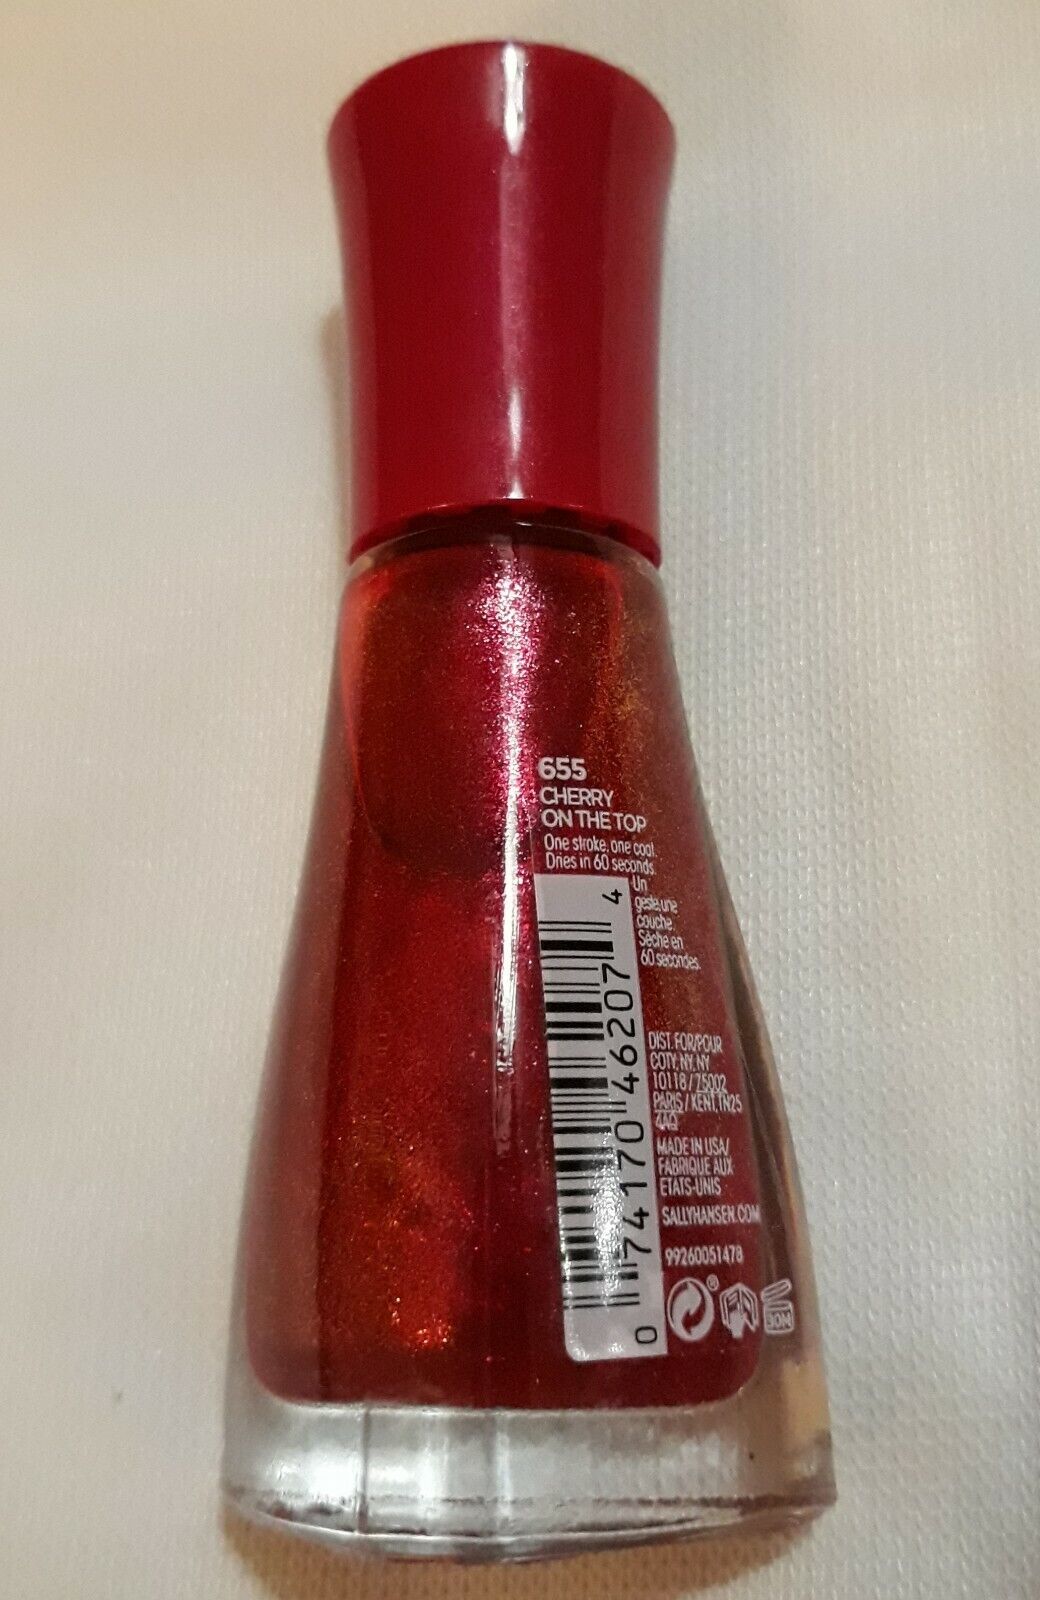 655
CHERRY
ON THE TOP
One stroke, one coat.
Dries in 60 seconds.
Un
geste,une
couche.
Sèche en
60 secondes.
0 74170 46207 4
DIST. FOR/POUR
COTY, NY, NY
10118 / 75002
PARIS / KENT,TN25
4AQ
MADE IN USA/
FABRIQUE AUX
ETATS-UNIS
SALLYHANSEN.COM
99260051478